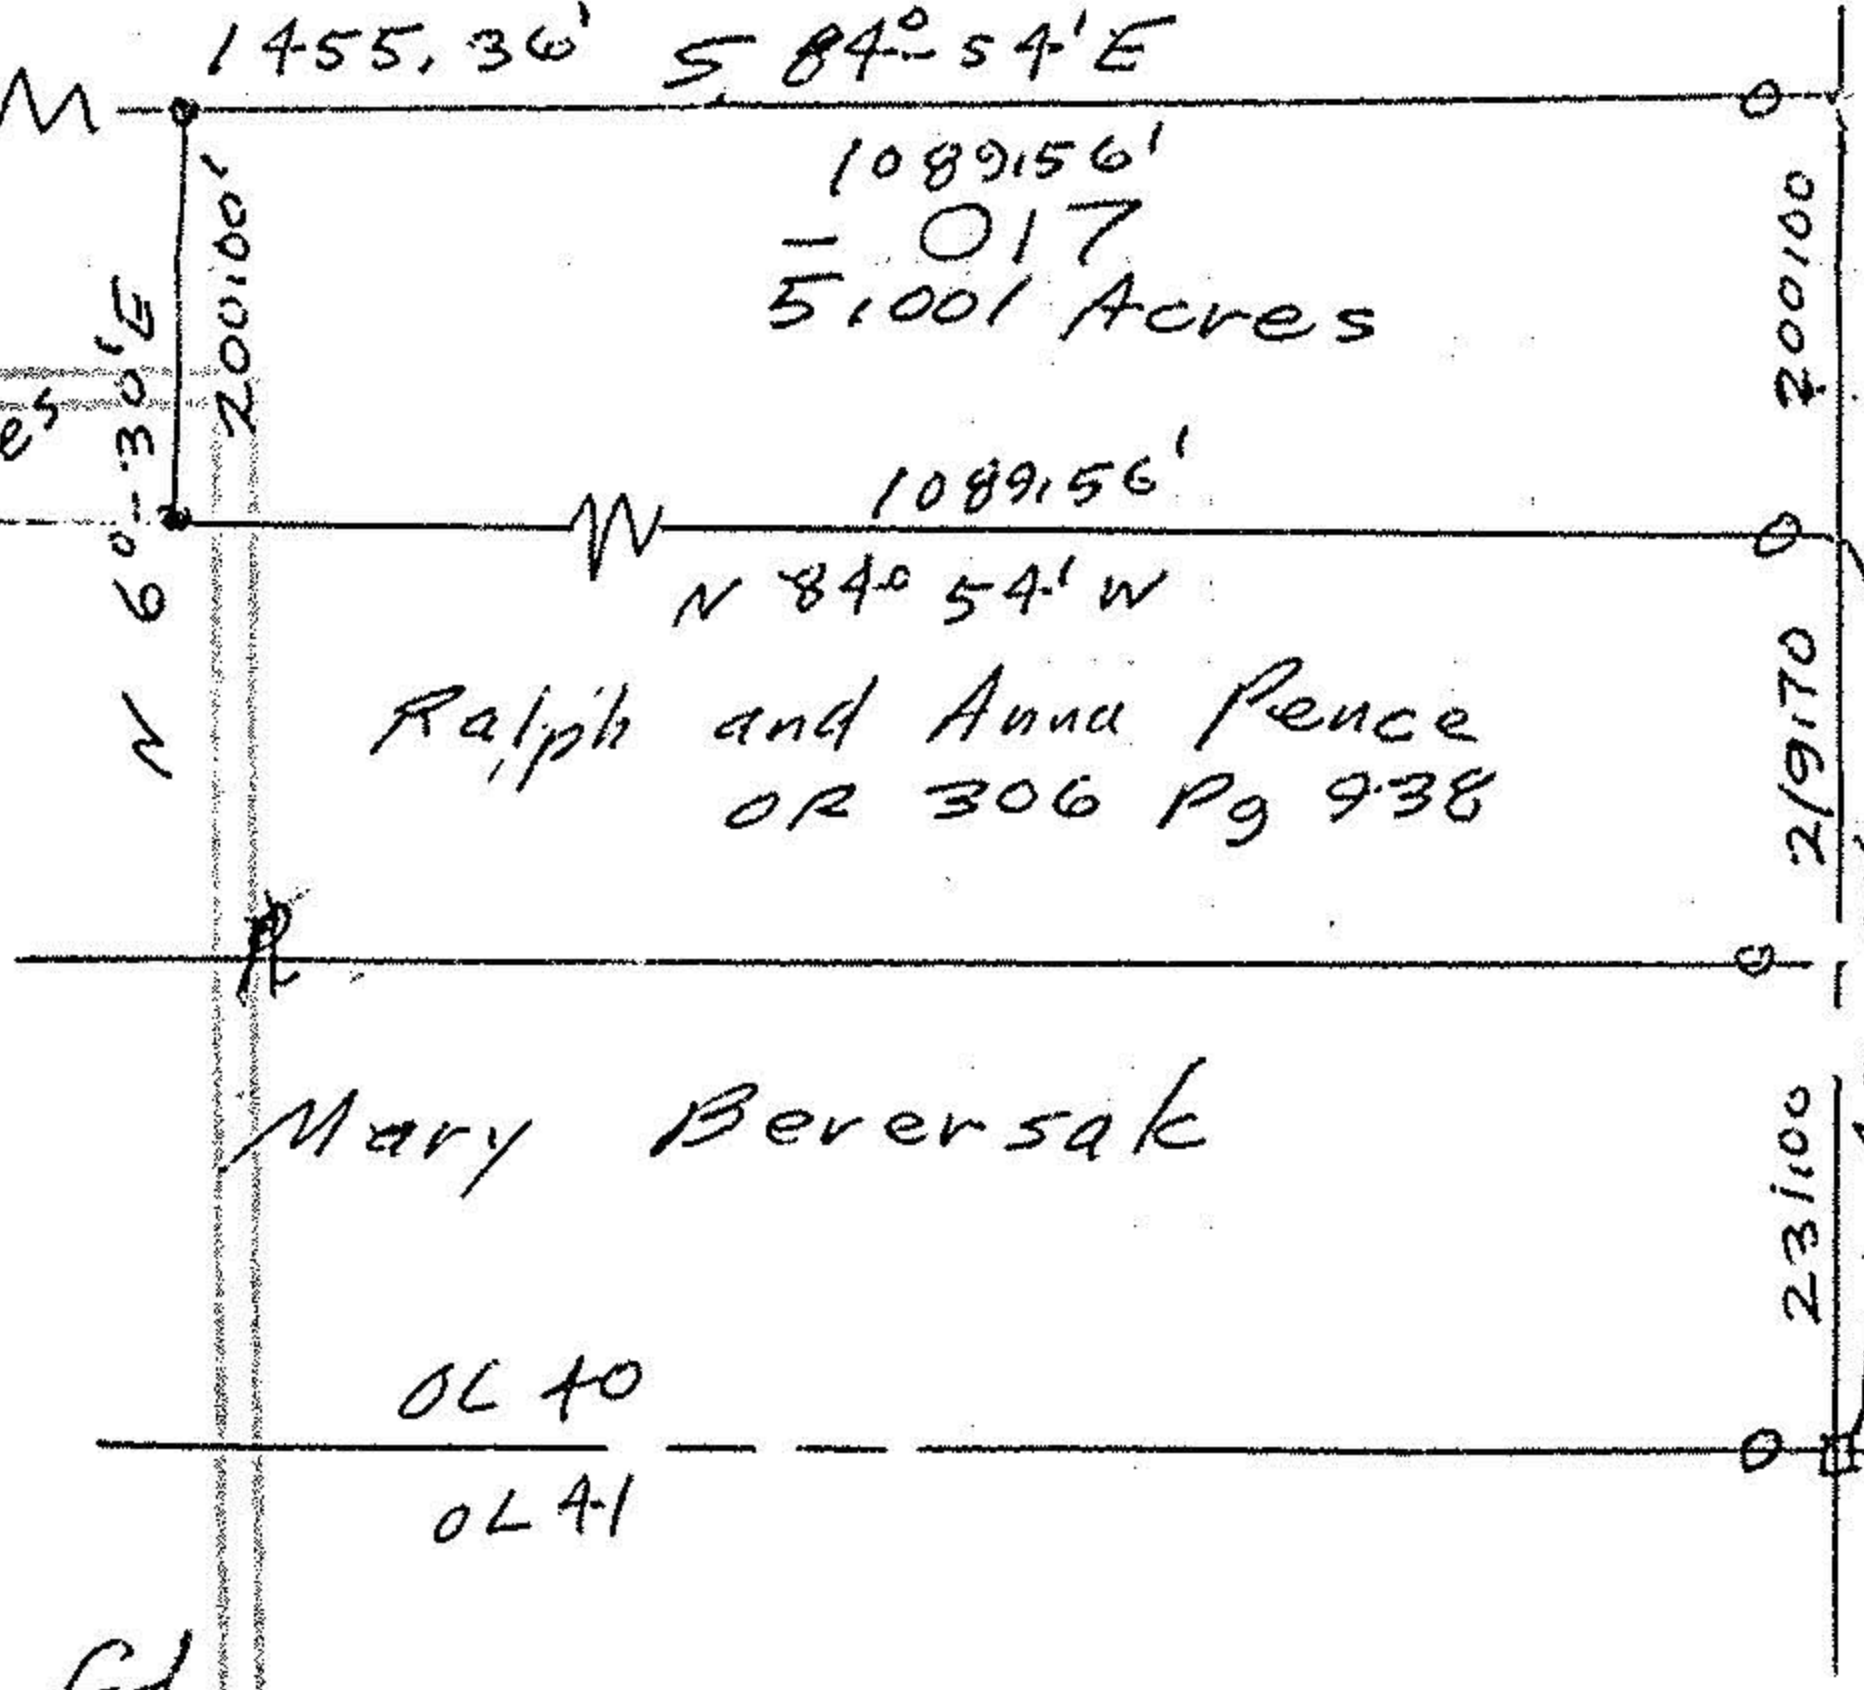 1455.36' S 84°-54' E
1089.56'
- 017
5.001 Acres
200.00'
200.00
N 6°-30' E
es
1089.56'
N 84° 54' W
Ralph and Anna Pence
OR 306 Pg 938
219.70
Mary Beversak
231.00
OL 40
OL 41